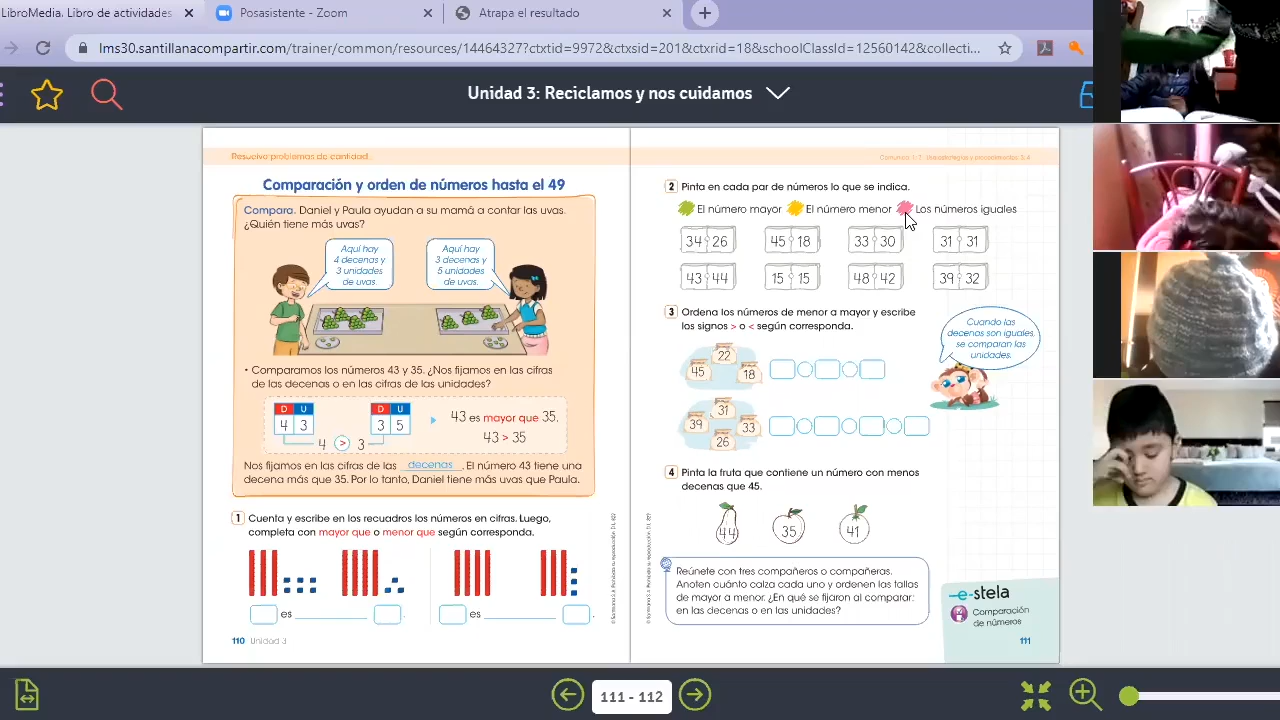 LibroMedia. Libro de actividades
Posasistente - Zoom
Atrapa el resultado
lms30.santillanacompartir.com/trainer/common/resources/14464327?ctxtid=9972&ctxsid=201&ctxrid=18&schoolClassId=12560142&collecti...
Unidad 3: Reciclamos y nos cuidamos
Resuelve problemas de cantidad.
Comparación y orden de números hasta el 49
Compara. Daniel y Paula ayudan a su mamá a contar las uvas.
¿Quién tiene más uvas?
Aquí hay
4 decenas y
3 unidades
de uvas.
Aquí hay
3 decenas y
5 unidades
de uvas.
• Comparamos los números 43 y 35. ¿Nos fijamos en las cifras
de las decenas o en las cifras de las unidades?
D U
4 3
D U
3 5
4 > 3
43 es mayor que 35.
43 > 35
Nos fijamos en las cifras de las decenas. El número 43 tiene una
decena más que 35. Por lo tanto, Daniel tiene más uvas que Paula.
1 Cuenta y escribe en los recuadros los números en cifras. Luego,
completa con mayor que o menor que según corresponda.
es ____________ .
es ____________ .
110 Unidad 3
2 Pinta en cada par de números lo que se indica.
El número mayor El número menor Los números iguales
34 26 45 18 33 30 31 31
43 44 15 15 48 42 39 32
3 Ordena los números de menor a mayor y escribe
los signos > o < según corresponda.
Cuando las
decenas son iguales,
se comparan las
unidades.
22
45 18
31
39 33
26
4 Pinta la fruta que contiene un número con menos
decenas que 45.
44 35 41
Reúnete con tres compañeros o compañeras.
Anoten cuánto calza cada uno y ordenen las tallas
de mayor a menor. ¿En qué se fijaron al comparar:
en las decenas o en las unidades?
e-stela
Comparación
de números
111
111 - 112